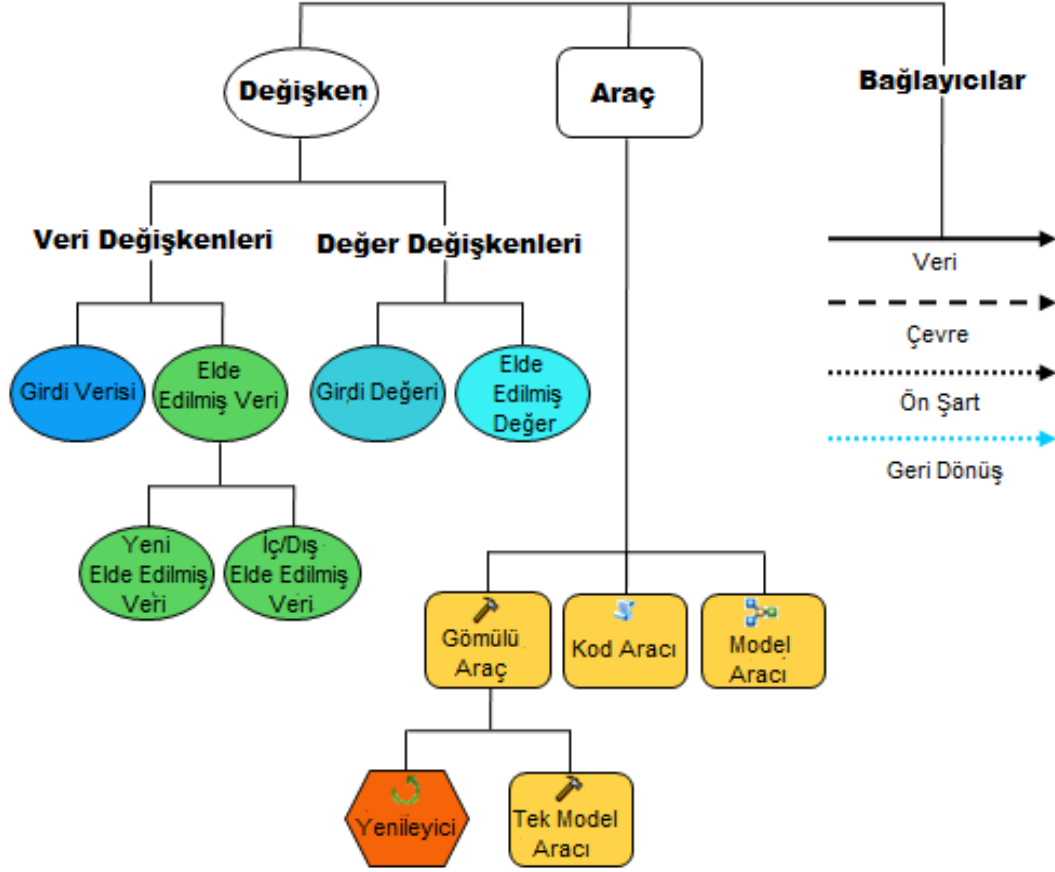 Değişken
Araç
Bağlayıcılar
Veri Değişkenleri
Değer Değişkenleri
Veri
Çevre
Ön Şart
Geri Dönüş
Girdi Verisi
Elde
Edilmiş Veri
Girdi Değeri
Elde
Edilmiş
Değer
Yeni
Elde Edilmiş
Veri
İç/Dış
Elde Edilmiş
Veri
Gömülü
Araç
Kod Aracı
Model
Aracı
Yenileyici
Tek Model
Aracı